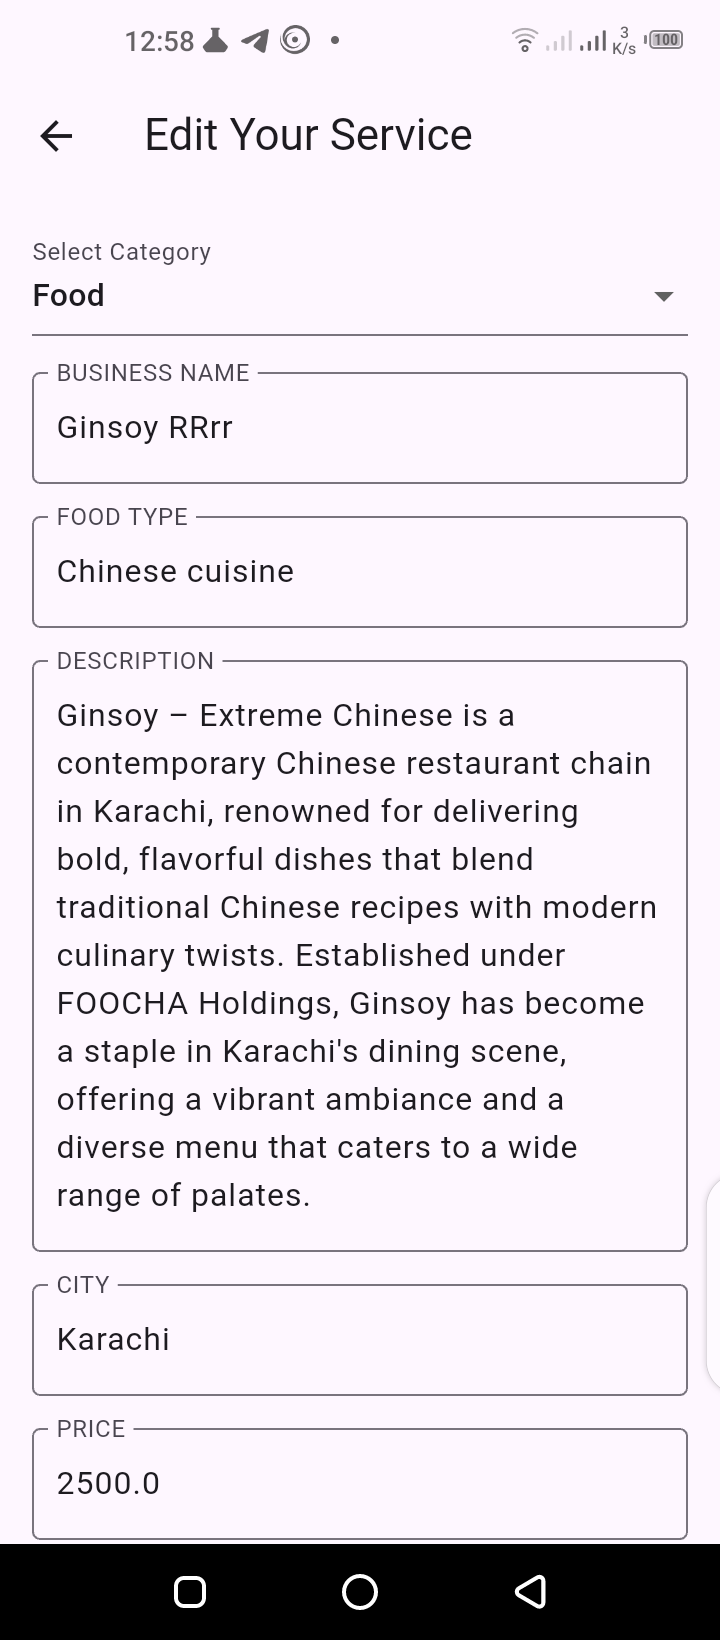 12:58
3
K/s
100
Edit Your Service
Select Category
Food
BUSINESS NAME
Ginsoy RRrr
FOOD TYPE
Chinese cuisine
DESCRIPTION
Ginsoy – Extreme Chinese is a
contemporary Chinese restaurant chain
in Karachi, renowned for delivering
bold, flavorful dishes that blend
traditional Chinese recipes with modern
culinary twists. Established under
FOOCHA Holdings, Ginsoy has become
a staple in Karachi's dining scene,
offering a vibrant ambiance and a
diverse menu that caters to a wide
range of palates.
CITY
Karachi
PRICE
2500.0